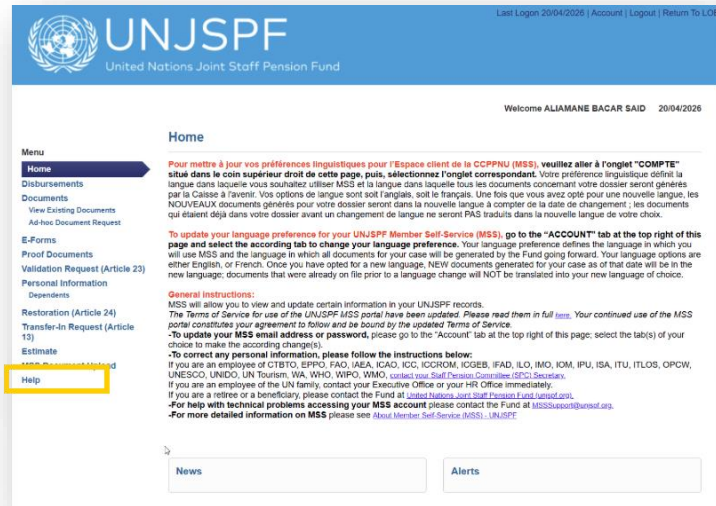 Last Logon 20/04/2026 | Account | Logout | Return To LOB
UNJSPF
United Nations Joint Staff Pension Fund
Welcome ALIAMANE BACAR SAID 20/04/2026
Menu
Home
Disbursements
Documents
View Existing Documents
Ad-hoc Document Request
E-Forms
Proof Documents
Validation Request (Article 23)
Personal Information
Dependents
Restoration (Article 24)
Transfer-In Request (Article
13)
Estimate
MSS Document Upload
Help
Home
Pour mettre à jour vos préférences linguistiques pour l'Espace client de la CCPPNU (MSS), veuillez aller à l'onglet "COMPTE"
situé dans le coin supérieur droit de cette page, puis, sélectionnez l'onglet correspondant. Votre préférence linguistique définit la
langue dans laquelle vous souhaitez utiliser MSS et la langue dans laquelle tous les documents concernant votre dossier seront générés
par la Caisse à l'avenir. Vos options de langue sont soit l'anglais, soit le français. Une fois que vous avez opté pour une nouvelle langue, les
NOUVEAUX documents générés pour votre dossier seront dans la nouvelle langue à compter de la date de changement ; les documents
qui étaient déjà dans votre dossier avant un changement de langue ne seront PAS traduits dans la nouvelle langue de votre choix.
To update your language preference for your UNJSPF Member Self-Service (MSS), go to the "ACCOUNT" tab at the top right of this
page and select the according tab to change your language preference. Your language preference defines the language in which you
will use MSS and the language in which all documents for your case will be generated by the Fund going forward. Your language options are
either English, or French. Once you have opted for a new language, NEW documents generated for your case as of that date will be in the
new language; documents that were already on file prior to a language change will NOT be translated into your new language of choice.
General instructions:
MSS will allow you to view and update certain information in your UNJSPF records.
The Terms of Service for use of the UNJSPF MSS portal have been updated. Please read them in full here. Your continued use of the MSS
portal constitutes your agreement to follow and be bound by the updated Terms of Service.
-To update your MSS email address or password, please go to the "Account" tab at the top right of this page; select the tab(s) of your
choice to make the according change(s).
-To correct any personal information, please follow the instructions below:
If you are an employee of CTBTO, EPPO, FAO, IAEA, ICAO, ICC, ICCROM, ICGEB, IFAD, ILO, IMO, IOM, IPU, ISA, ITU, ITLOS, OPCW,
UNESCO, UNIDO, UN Tourism, WA, WHO, WIPO, WMO, contact your Staff Pension Committee (SPC) Secretary.
If you are an employee of the UN family, contact your Executive Office or your HR Office immediately.
If you are a retiree or a beneficiary, please contact the Fund at United Nations Joint Staff Pension Fund (unjspf.org).
-For help with technical problems accessing your MSS account please contact the Fund at MSSSupport@unjspf.org.
-For more detailed information on MSS please see About Member Self-Service (MSS) - UNJSPF
News
Alerts